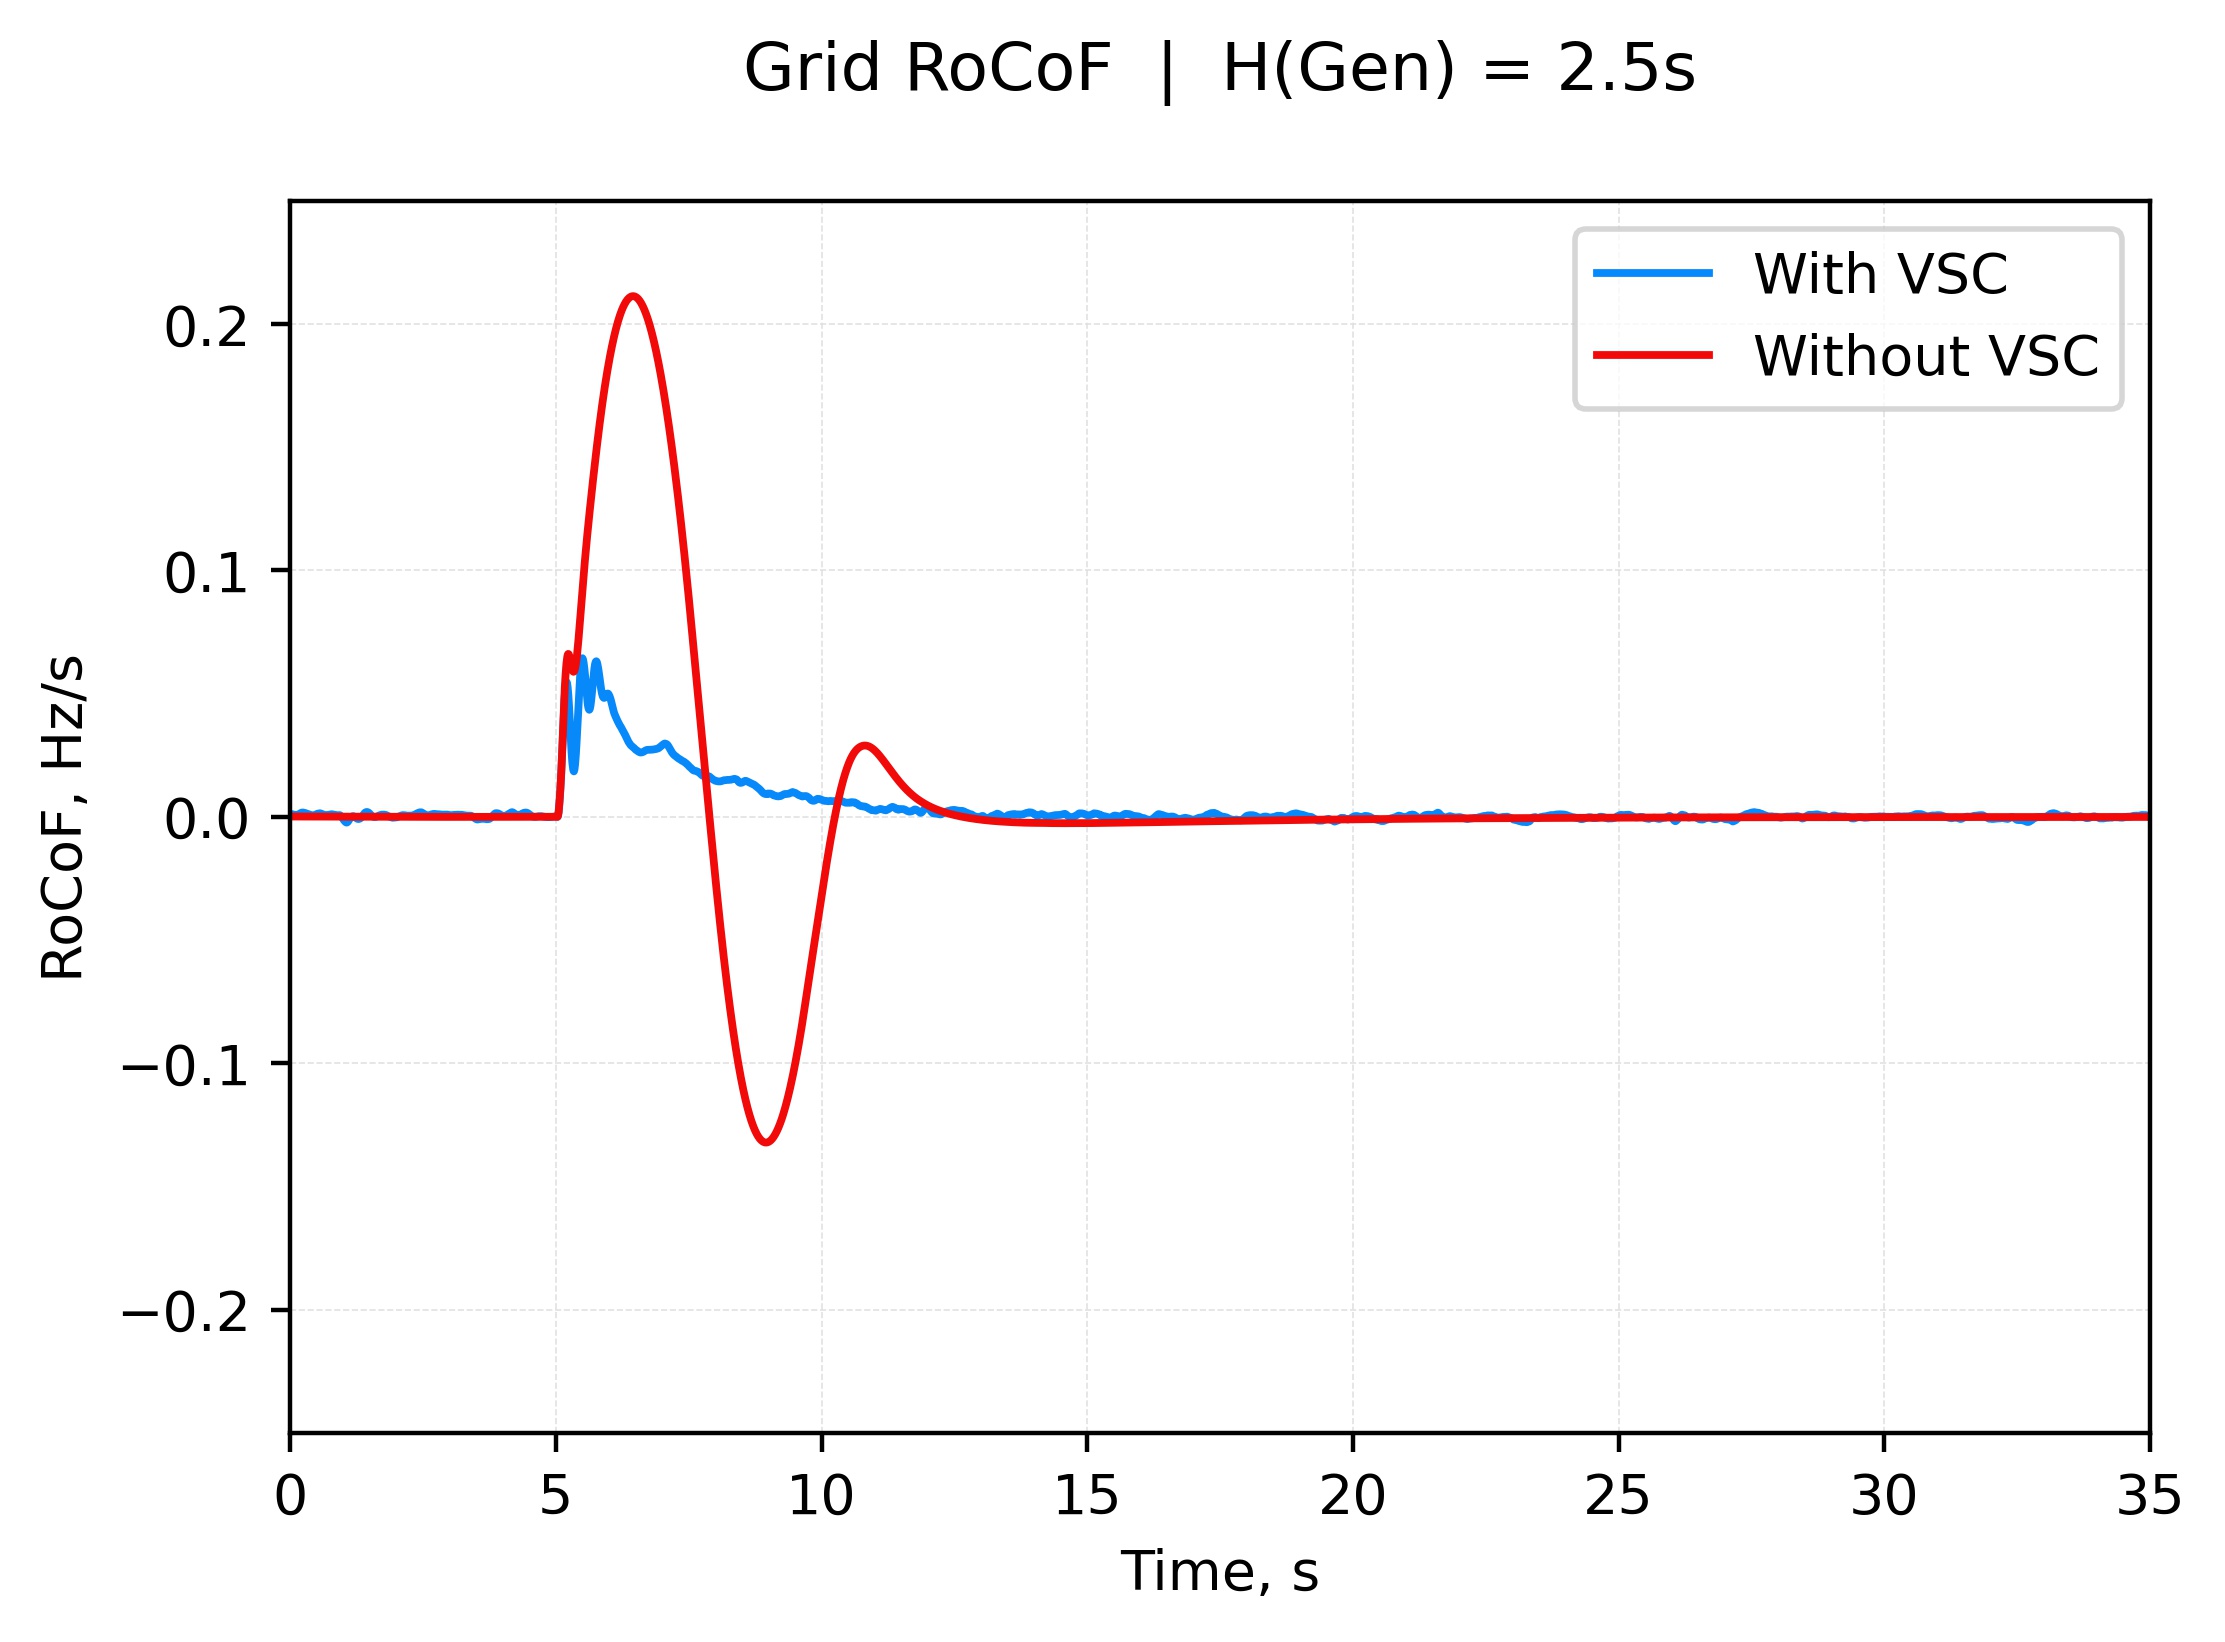 Grid RoCoF | H(Gen) = 2.5s
With VSC
Without VSC
0.2
0.1
0.0
−0.1
−0.2
RoCoF, Hz/s
0 5 10 15 20 25 30 35
Time, s